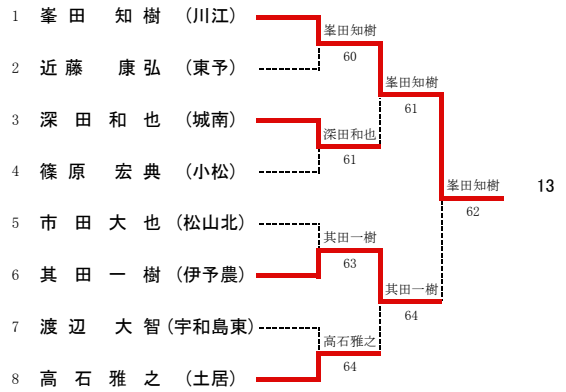 1 峯田 知樹 (川江)
峯田知樹
60
2 近藤 康弘 (東予)
峯田知樹
61
3 深田和也 (城南)
深田和也
61
4 篠原 宏典 (小松)
峯田知樹
62
13
5 市田大也 (松山北)
其田一樹
63
6 其田一樹 (伊予農)
其田一樹
64
7 渡辺 大智 (宇和島東)
高石雅之
64
8 高石雅之 (土居)